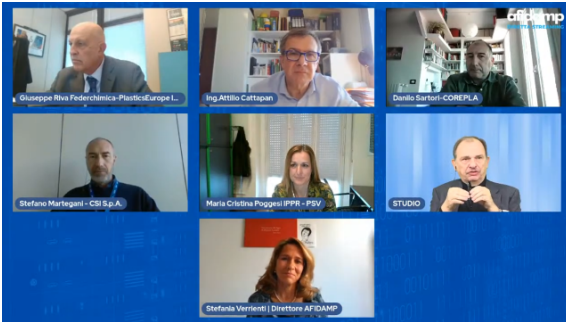 afidamp
Giuseppe Riva Federchimica-PlasticsEurope I...
Ing.Attilio Cattapan
Danilo Sartori-COREPLA
Stefano Martegani - CSI S.p.A.
Maria Cristina Poggesi IPPR - PSV
STUDIO
Stefania Verrienti | Direttore AFIDAMP